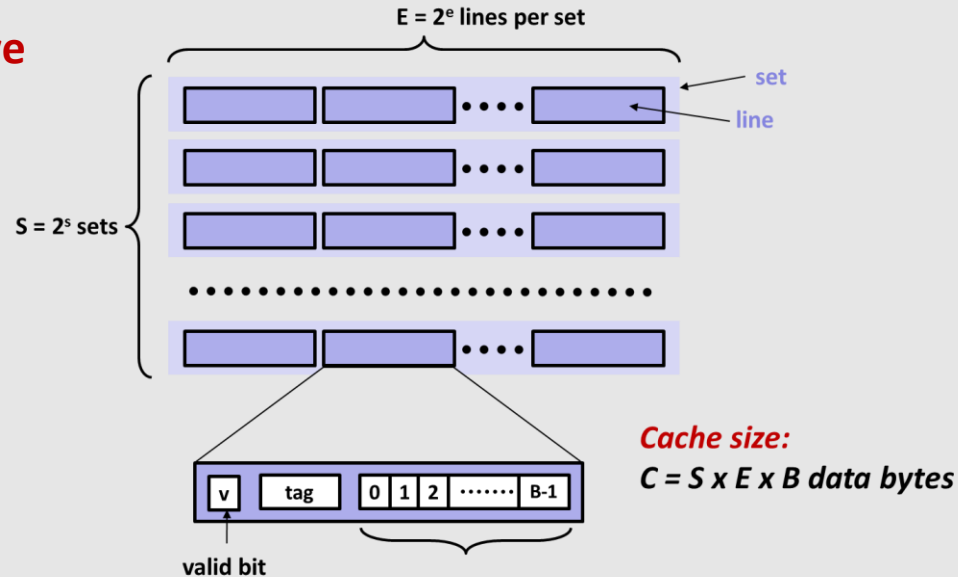 E = 2ᵉ lines per set
set
line
S = 2ˢ sets
Cache size:
C = S x E x B data bytes
v tag 0 1 2 ······· B-1
valid bit